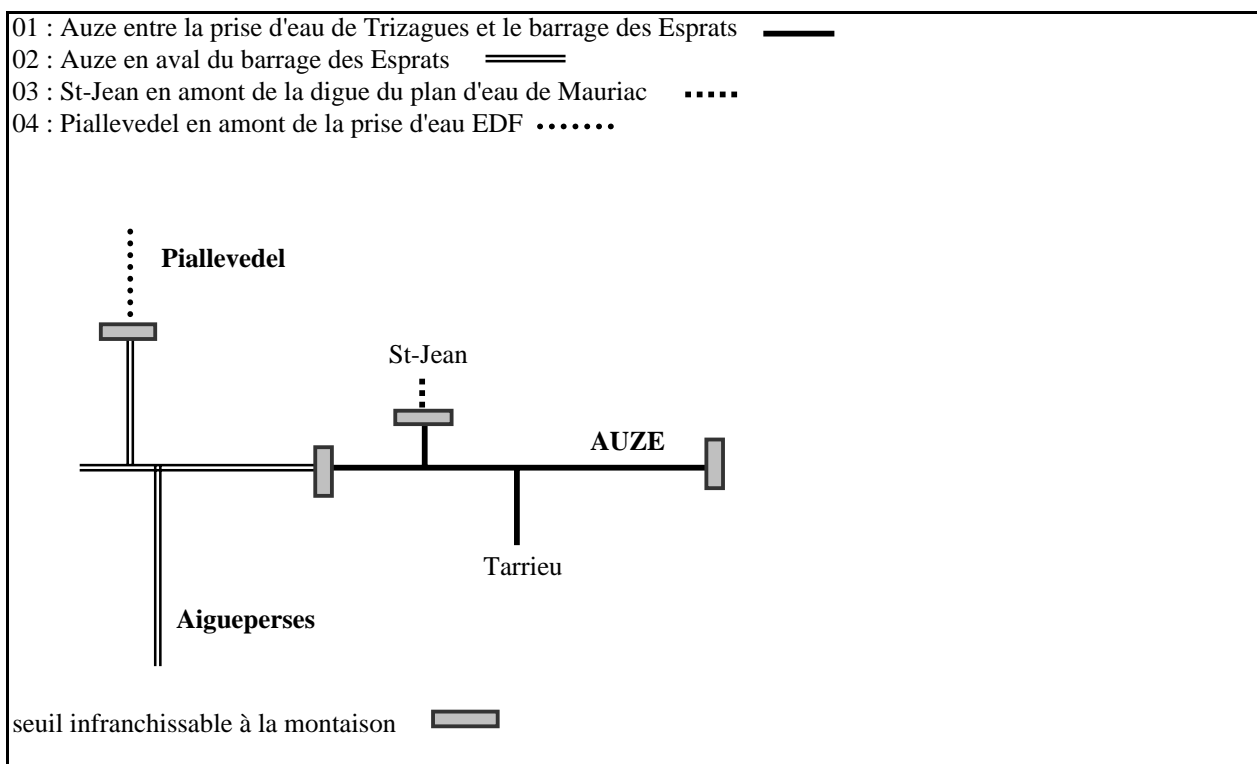 01 : Auze entre la prise d'eau de Trizagues et le barrage des Esprats
02 : Auze en aval du barrage des Esprats
03 : St-Jean en amont de la digue du plan d'eau de Mauriac
04 : Piallevedel en amont de la prise d'eau EDF
Piallevedel
St-Jean
AUZE
Tarrieu
Aigueperses
seuil infranchissable à la montaison